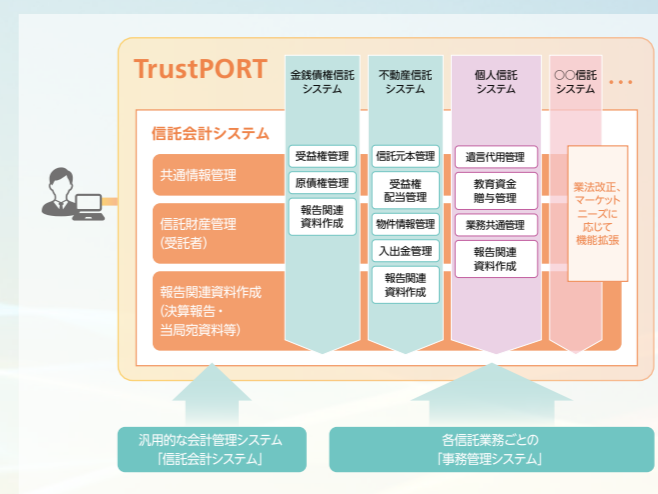 TrustPORT
金銭債権信託
システム
不動産信託
システム
個人信託
システム
○○信託
システム
・・・
信託会計システム
共通情報管理
信託財産管理
(受託者)
報告関連資料作成
(決算報告・
当局宛資料等)
受益権管理
原債権管理
報告関連
資料作成
信託元本管理
受益権
配当管理
物件情報管理
入出金管理
報告関連
資料作成
遺言代用管理
教育資金
贈与管理
業務共通管理
報告関連
資料作成
業法改正、
マーケット
ニーズに
応じて
機能拡張
汎用的な会計管理システム
「信託会計システム」
各信託業務ごとの
「事務管理システム」